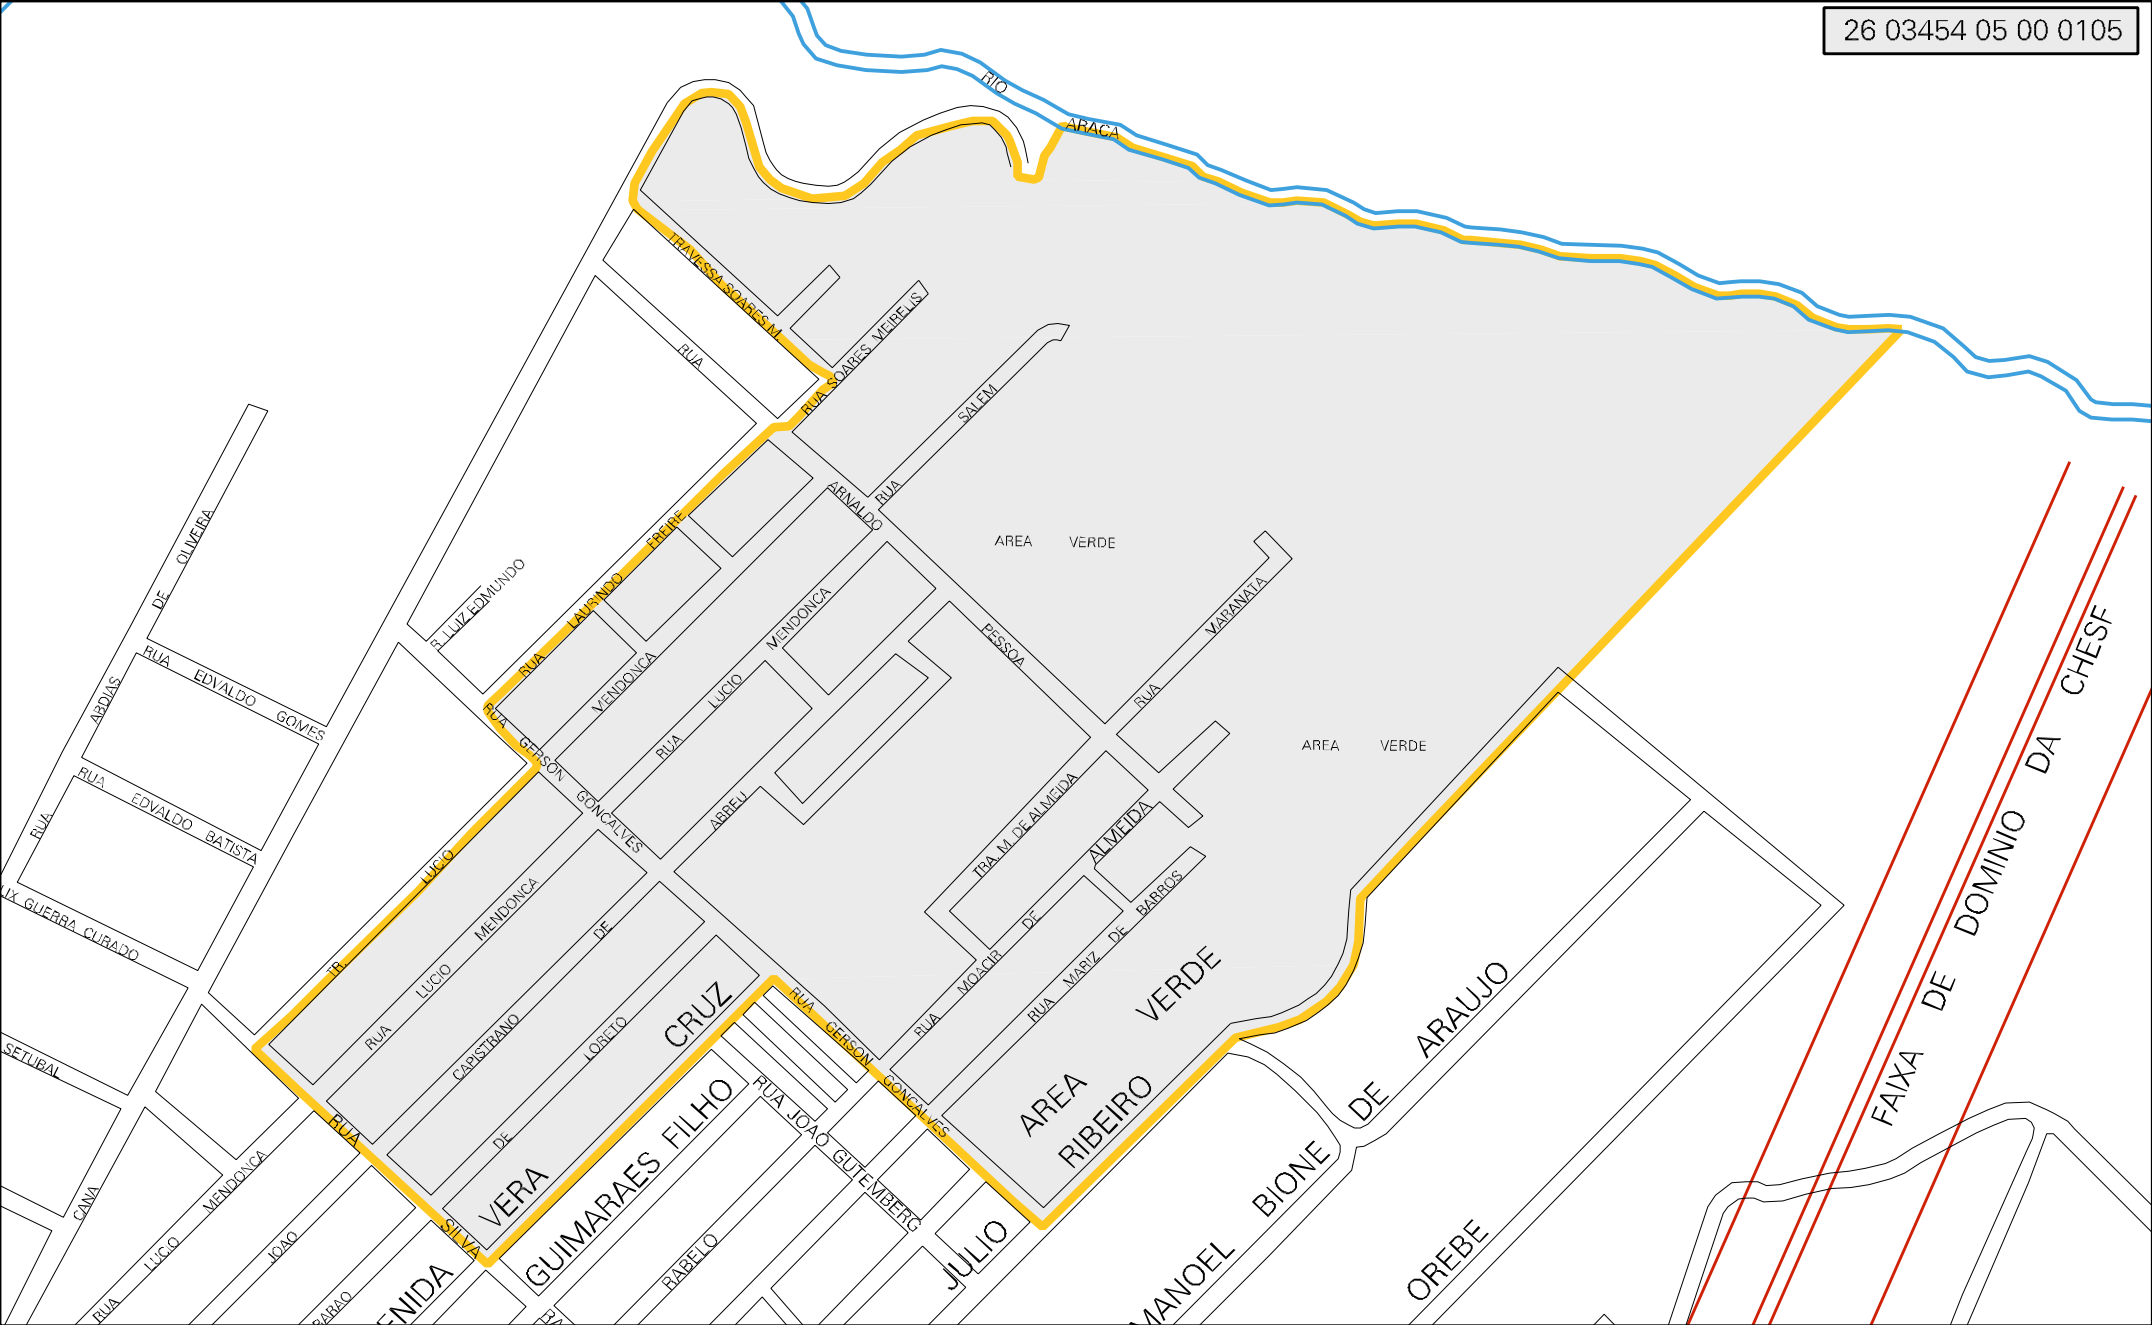 26 03454 05 00 0105
RIO
ARACA
TRAVESSA SOARES M.
RUA
RUA SOARES MEIRELIS
RUA SALEM
ARNALDO
PESSOA
AREA VERDE
RUA MARANATA
AREA VERDE
RUA ABDIAS DE OLIVEIRA
R. LUIZ EDMUNDO
RUA LAURINDO FREIRE
RUA EDVALDO GOMES
RUA EDVALDO BATISTA
LIX GUERRA CURADO
SETUBAL
CANA
MENDONCA
RUA LUCIO MENDONCA
RUA GERSON GONCALVES
ABREU
TR. LUCIO
RUA LUCIO MENDONCA
CAPISTRANO DE
DE LORETO
VERA CRUZ
RUA SILVA
TRA. M. DE ALMEIDA
RUA MOACIR DE ALMEIDA
RUA MARIZ DE BARROS
AREA VERDE
RUA GERSON GONCALVES
JULIO RIBEIRO
RUA JOAO GUTEMBERG
ENIDA GUIMARAES FILHO
RABELO
RUA LUCIO MENDONCA
JOAO
BARAO
MANOEL BIONE DE ARAUJO
OREBE
FAIXA DE DOMINIO DA CHESF